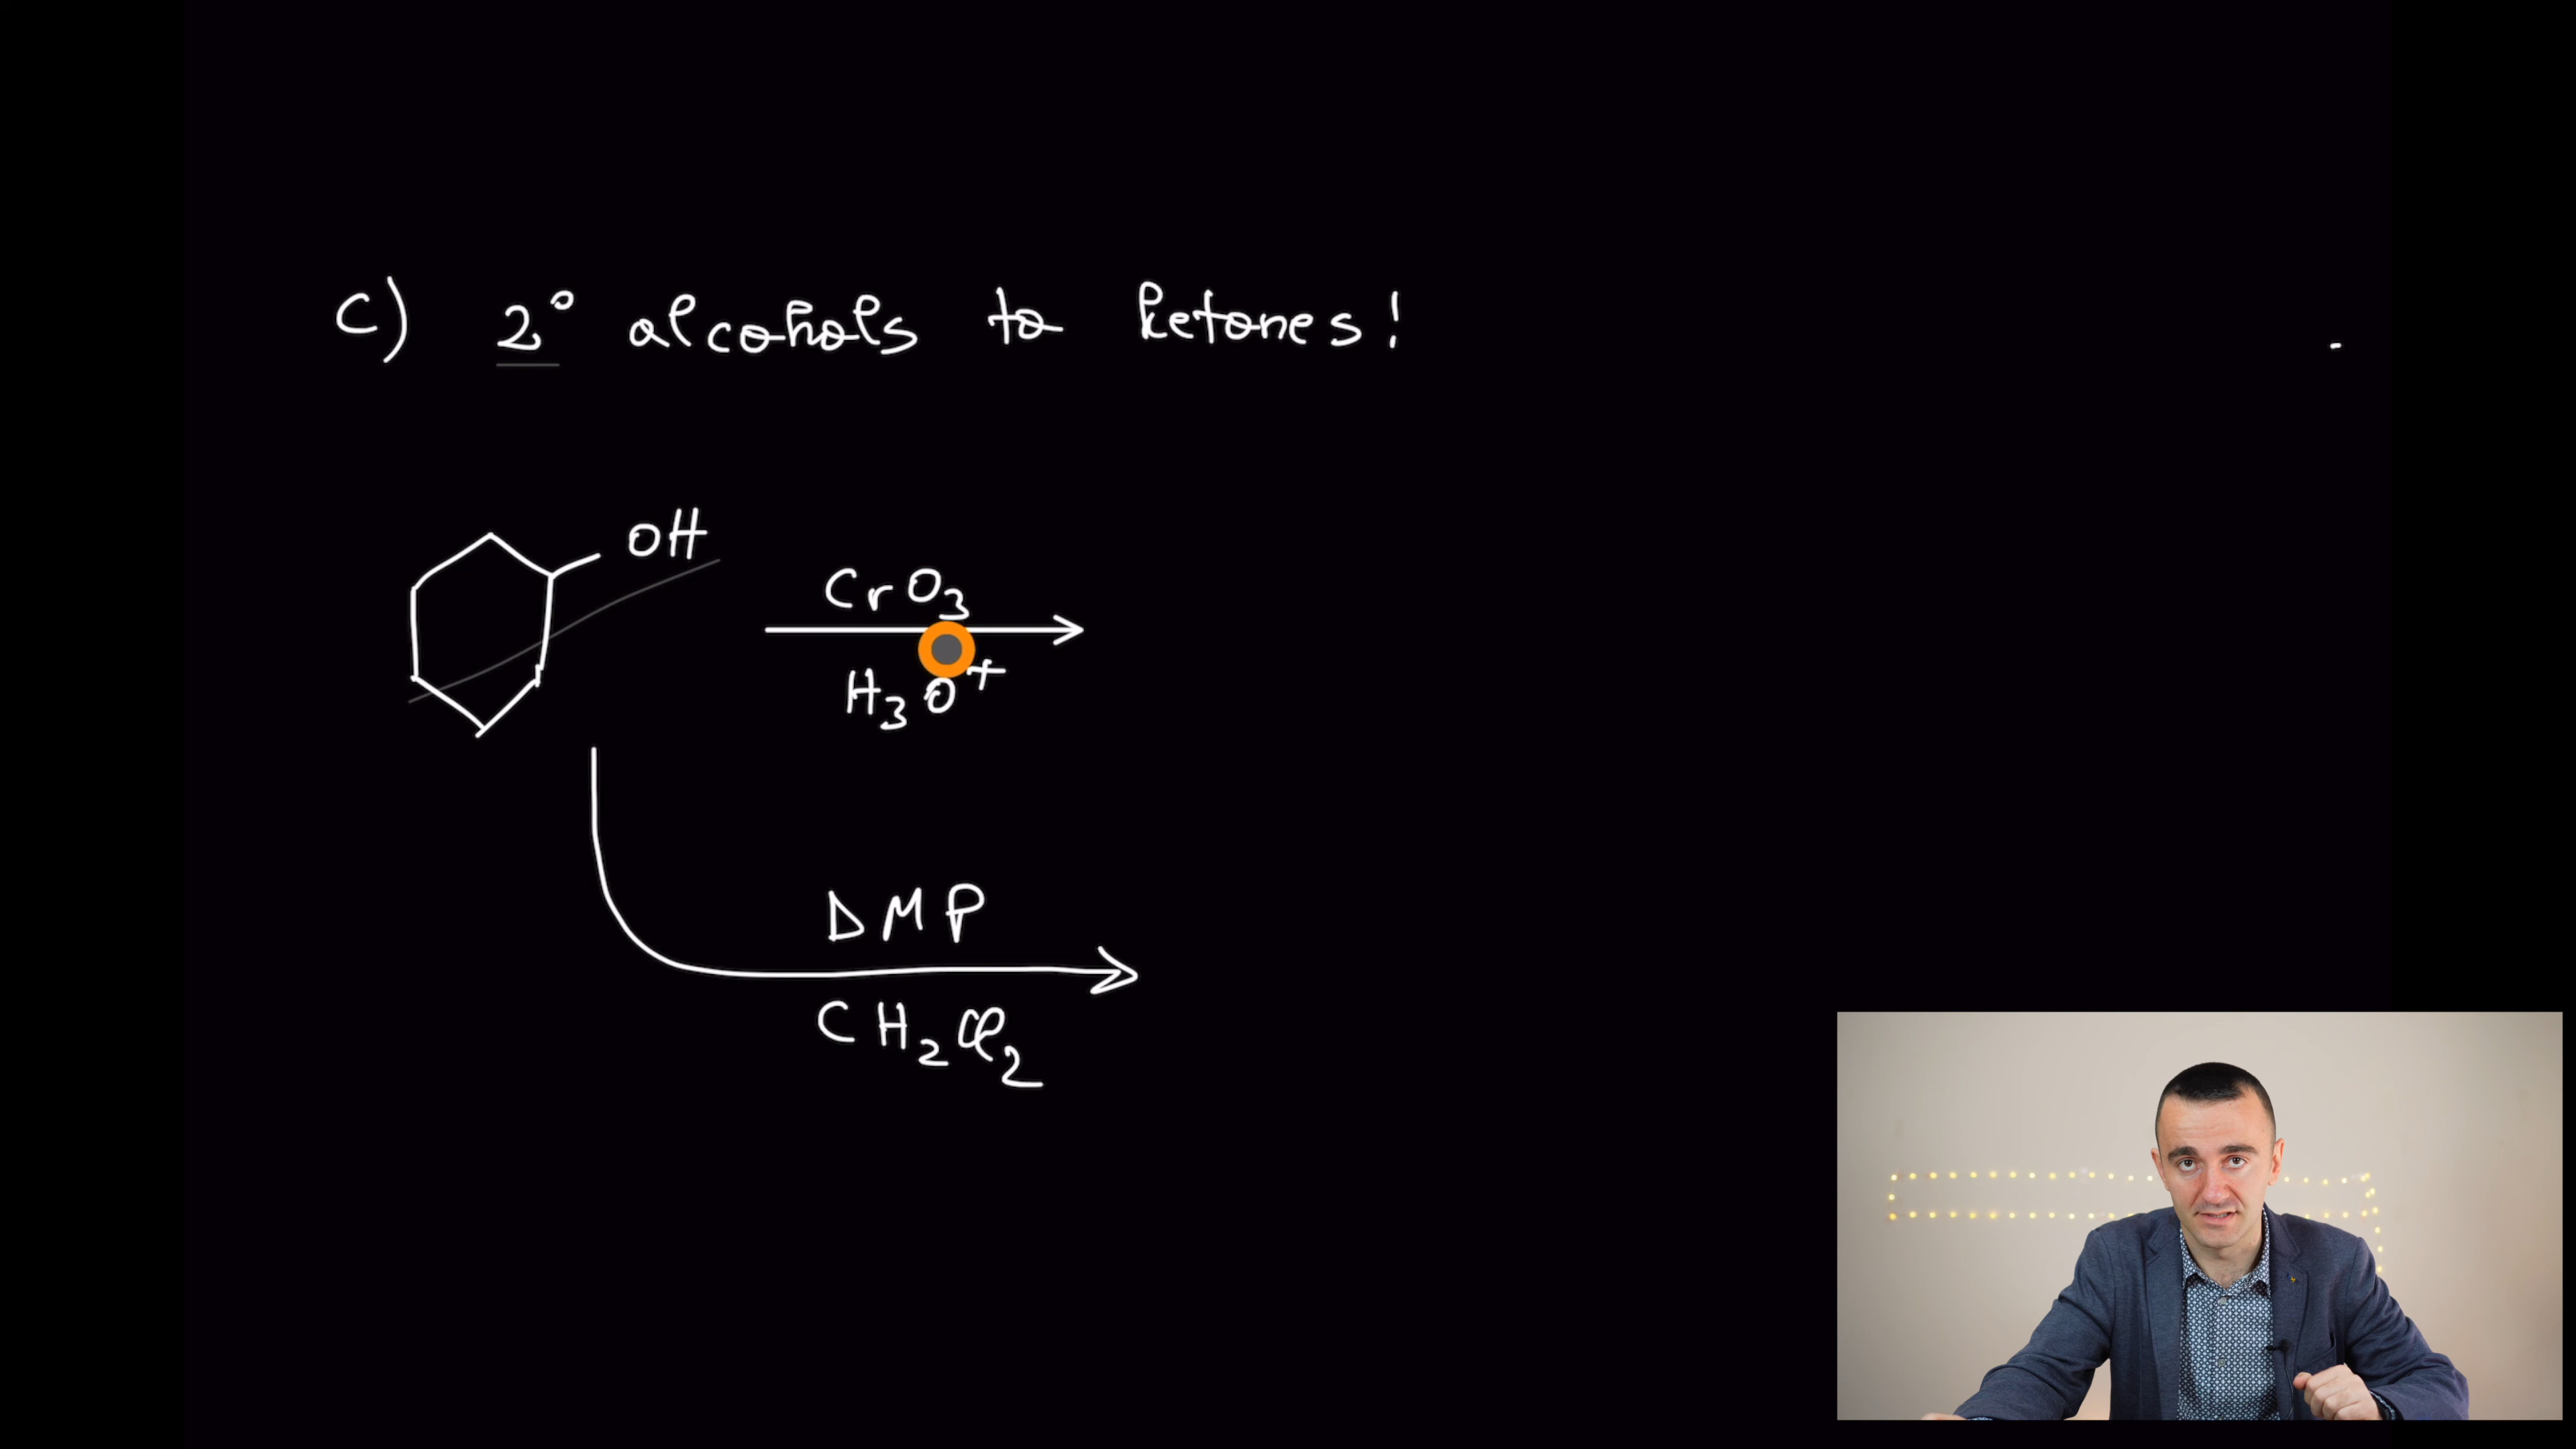 c) 2° alcohols to ketones!
OH
CrO₃
H₃O⁺
DMP
CH₂Cl₂